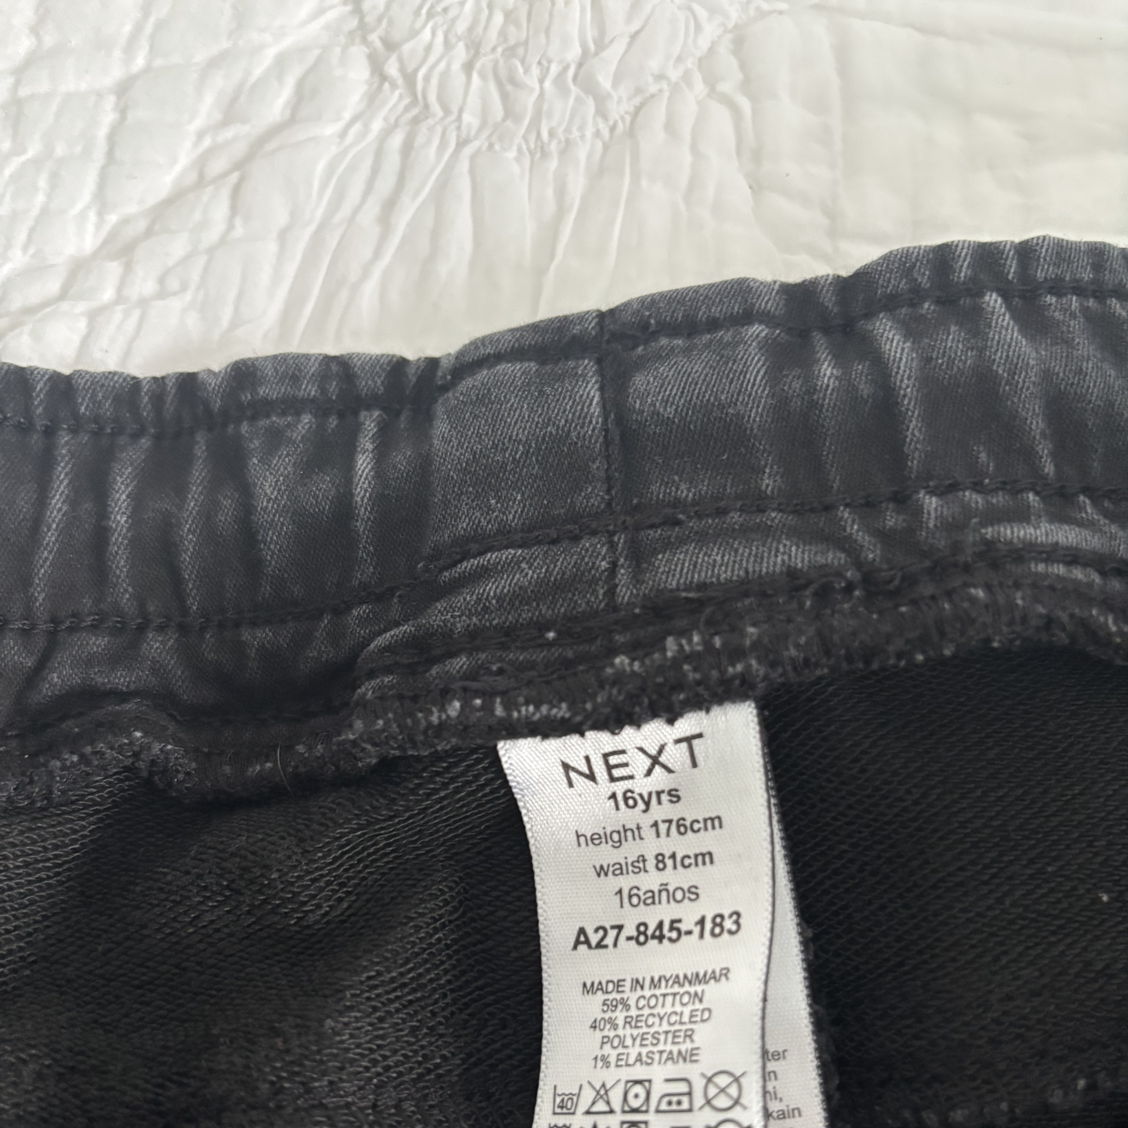 NEXT
16yrs
height 176cm
waist 81cm
16años
A27-845-183
MADE IN MYANMAR
59% COTTON
40% RECYCLED
POLYESTER
1% ELASTANE
40